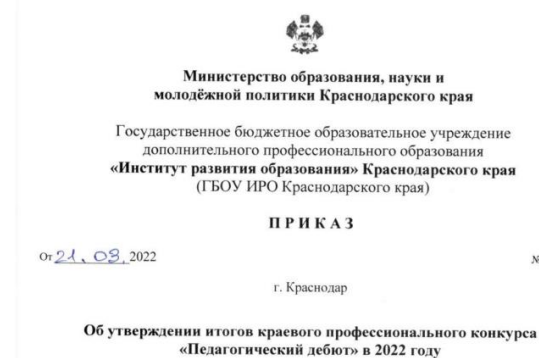 Министерство образования, науки и
молодёжной политики Краснодарского края
Государственное бюджетное образовательное учреждение
дополнительного профессионального образования
«Институт развития образования» Краснодарского края
(ГБОУ ИРО Краснодарского края)
П Р И К А З
От 21. 03. 2022 №
г. Краснодар
Об утверждении итогов краевого профессионального конкурса
«Педагогический дебют» в 2022 году